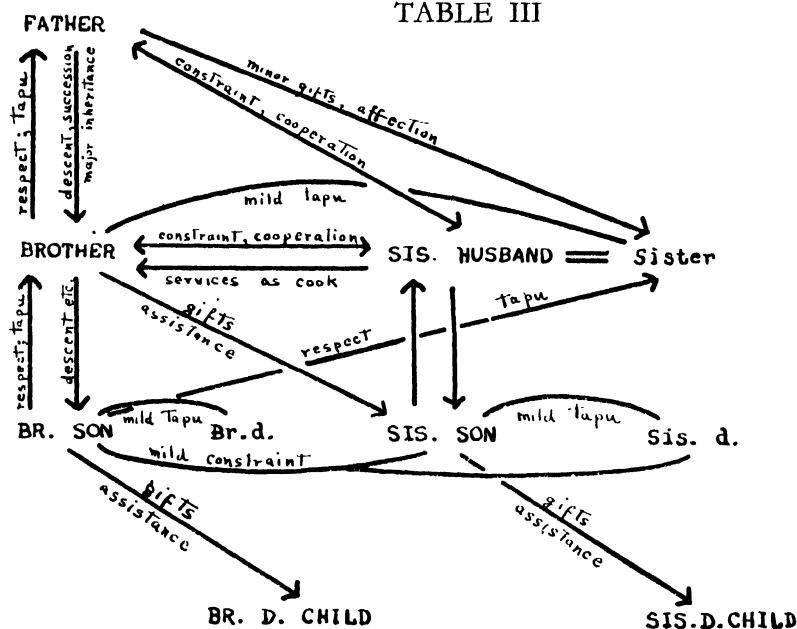 TABLE III
FATHER
minor gifts, affection
constraint, cooperation
respect; tapu
descent, succession
major inheritance
mild tapu
BROTHER
constraint, cooperation
SIS. HUSBAND
Sister
services as cook
tapu
gifts
assistance
respect
respect; tapu
descent etc.
mild Tapu
mild tapu
BR. SON
Br.d.
SIS. SON
Sis. d.
mild constraint
gifts
assistance
gifts
assistance
BR. D. CHILD
SIS.D.CHILD